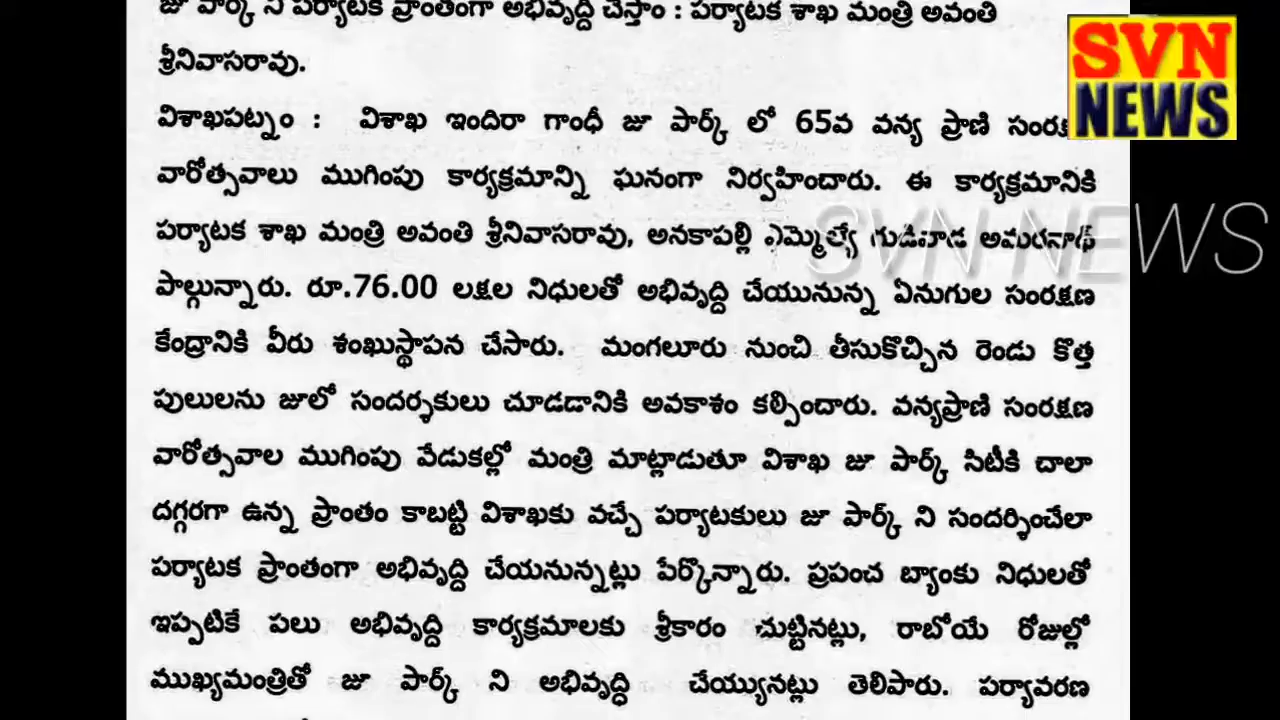 జూ పార్క్ ని పర్యాటక ప్రాంతంగా అభివృద్ది చేస్తాం : పర్యాటక శాఖ మంత్రి అవంతి
శ్రీనివాసరావు.
SVN
NEWS
విశాఖపట్నం : విశాఖ ఇందిరా గాంధీ జూ పార్క్ లో 65వ వన్య ప్రాణి
వారోత్సవాలు ముగింపు కార్యక్రమాన్ని ఘనంగా నిర్వహించారు. ఈ కార్యక్రమానికి
పర్యాటక శాఖ మంత్రి అవంతి శ్రీనివాసరావు, అనకాపల్లి ఎమ్మెల్యే గుడివాడ అమరనాథ్
SVN NEWS
పాల్గున్నారు. రూ.76.00 లక్షల నిధులతో అభివృద్ది చేయునున్న ఏనుగుల సంరక్షణ
కేంద్రానికి వీరు శంఖుస్థాపన చేసారు. మంగలూరు నుంచి తీసుకొచ్చిన రెండు కొత్త
పులులను జూలో సందర్శకులు చూడడానికి అవకాశం కల్పించారు. వన్యప్రాణి సంరక్షణ
వారోత్సవాల ముగింపు వేడుకల్లో మంత్రి మాట్లాడుతూ విశాఖ జూ పార్క్ సిటీకి చాలా
దగ్గరగా ఉన్న ప్రాంతం కాబట్టి విశాఖకు వచ్చే పర్యాటకులు జూ పార్క్ ని సందర్శించేలా
పర్యాటక ప్రాంతంగా అభివృద్ది చేయనున్నట్లు పేర్కొన్నారు. ప్రపంచ బ్యాంకు నిధులతో
ఇప్పటికే పలు అభివృద్ది కార్యక్రమాలకు శ్రీకారం చుట్టినట్లు, రాబోయే రోజుల్లో
ముఖ్యమంత్రితో జూ పార్క్ ని అభివృద్ధి చేయ్యునట్లు తెలిపారు. పర్యావరణ